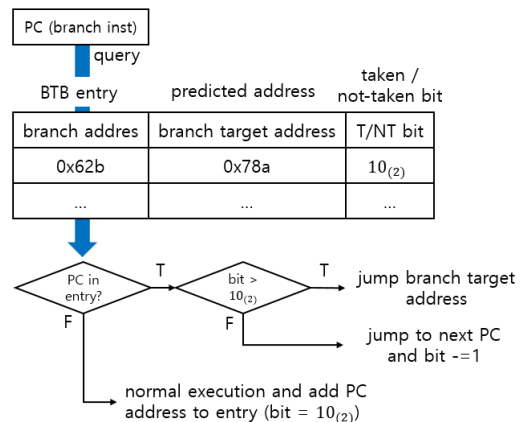 PC (branch inst)
query
BTB entry
predicted address
taken /
not-taken bit
branch addres
branch target address
T/NT bit
0x62b
0x78a
10₍₂₎
...
...
...
PC in
entry?
T
F
bit >
10₍₂₎
T
F
jump branch target
address
jump to next PC
and bit -=1
normal execution and add PC
address to entry (bit = 10₍₂₎)